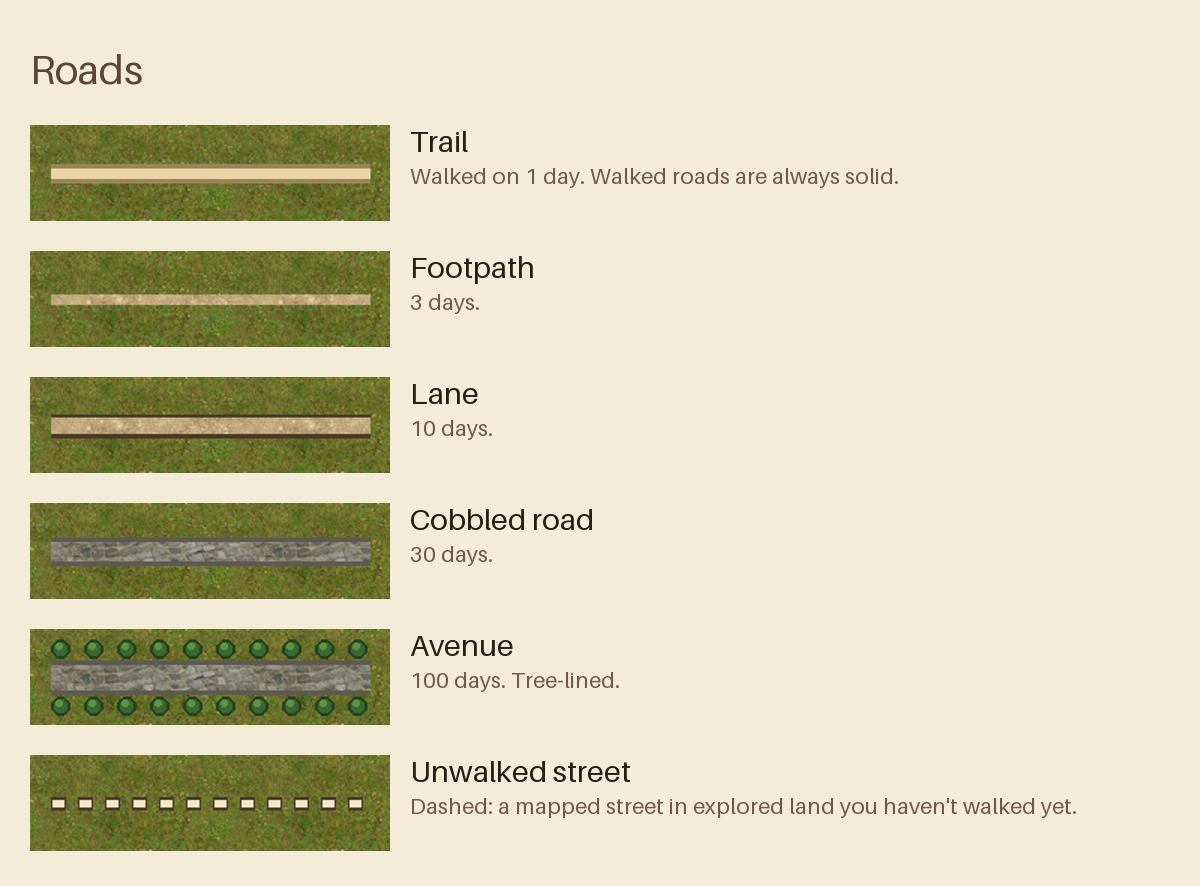 Roads
Trail
Walked on 1 day. Walked roads are always solid.
Footpath
3 days.
Lane
10 days.
Cobbled road
30 days.
Avenue
100 days. Tree-lined.
Unwalked street
Dashed: a mapped street in explored land you haven't walked yet.